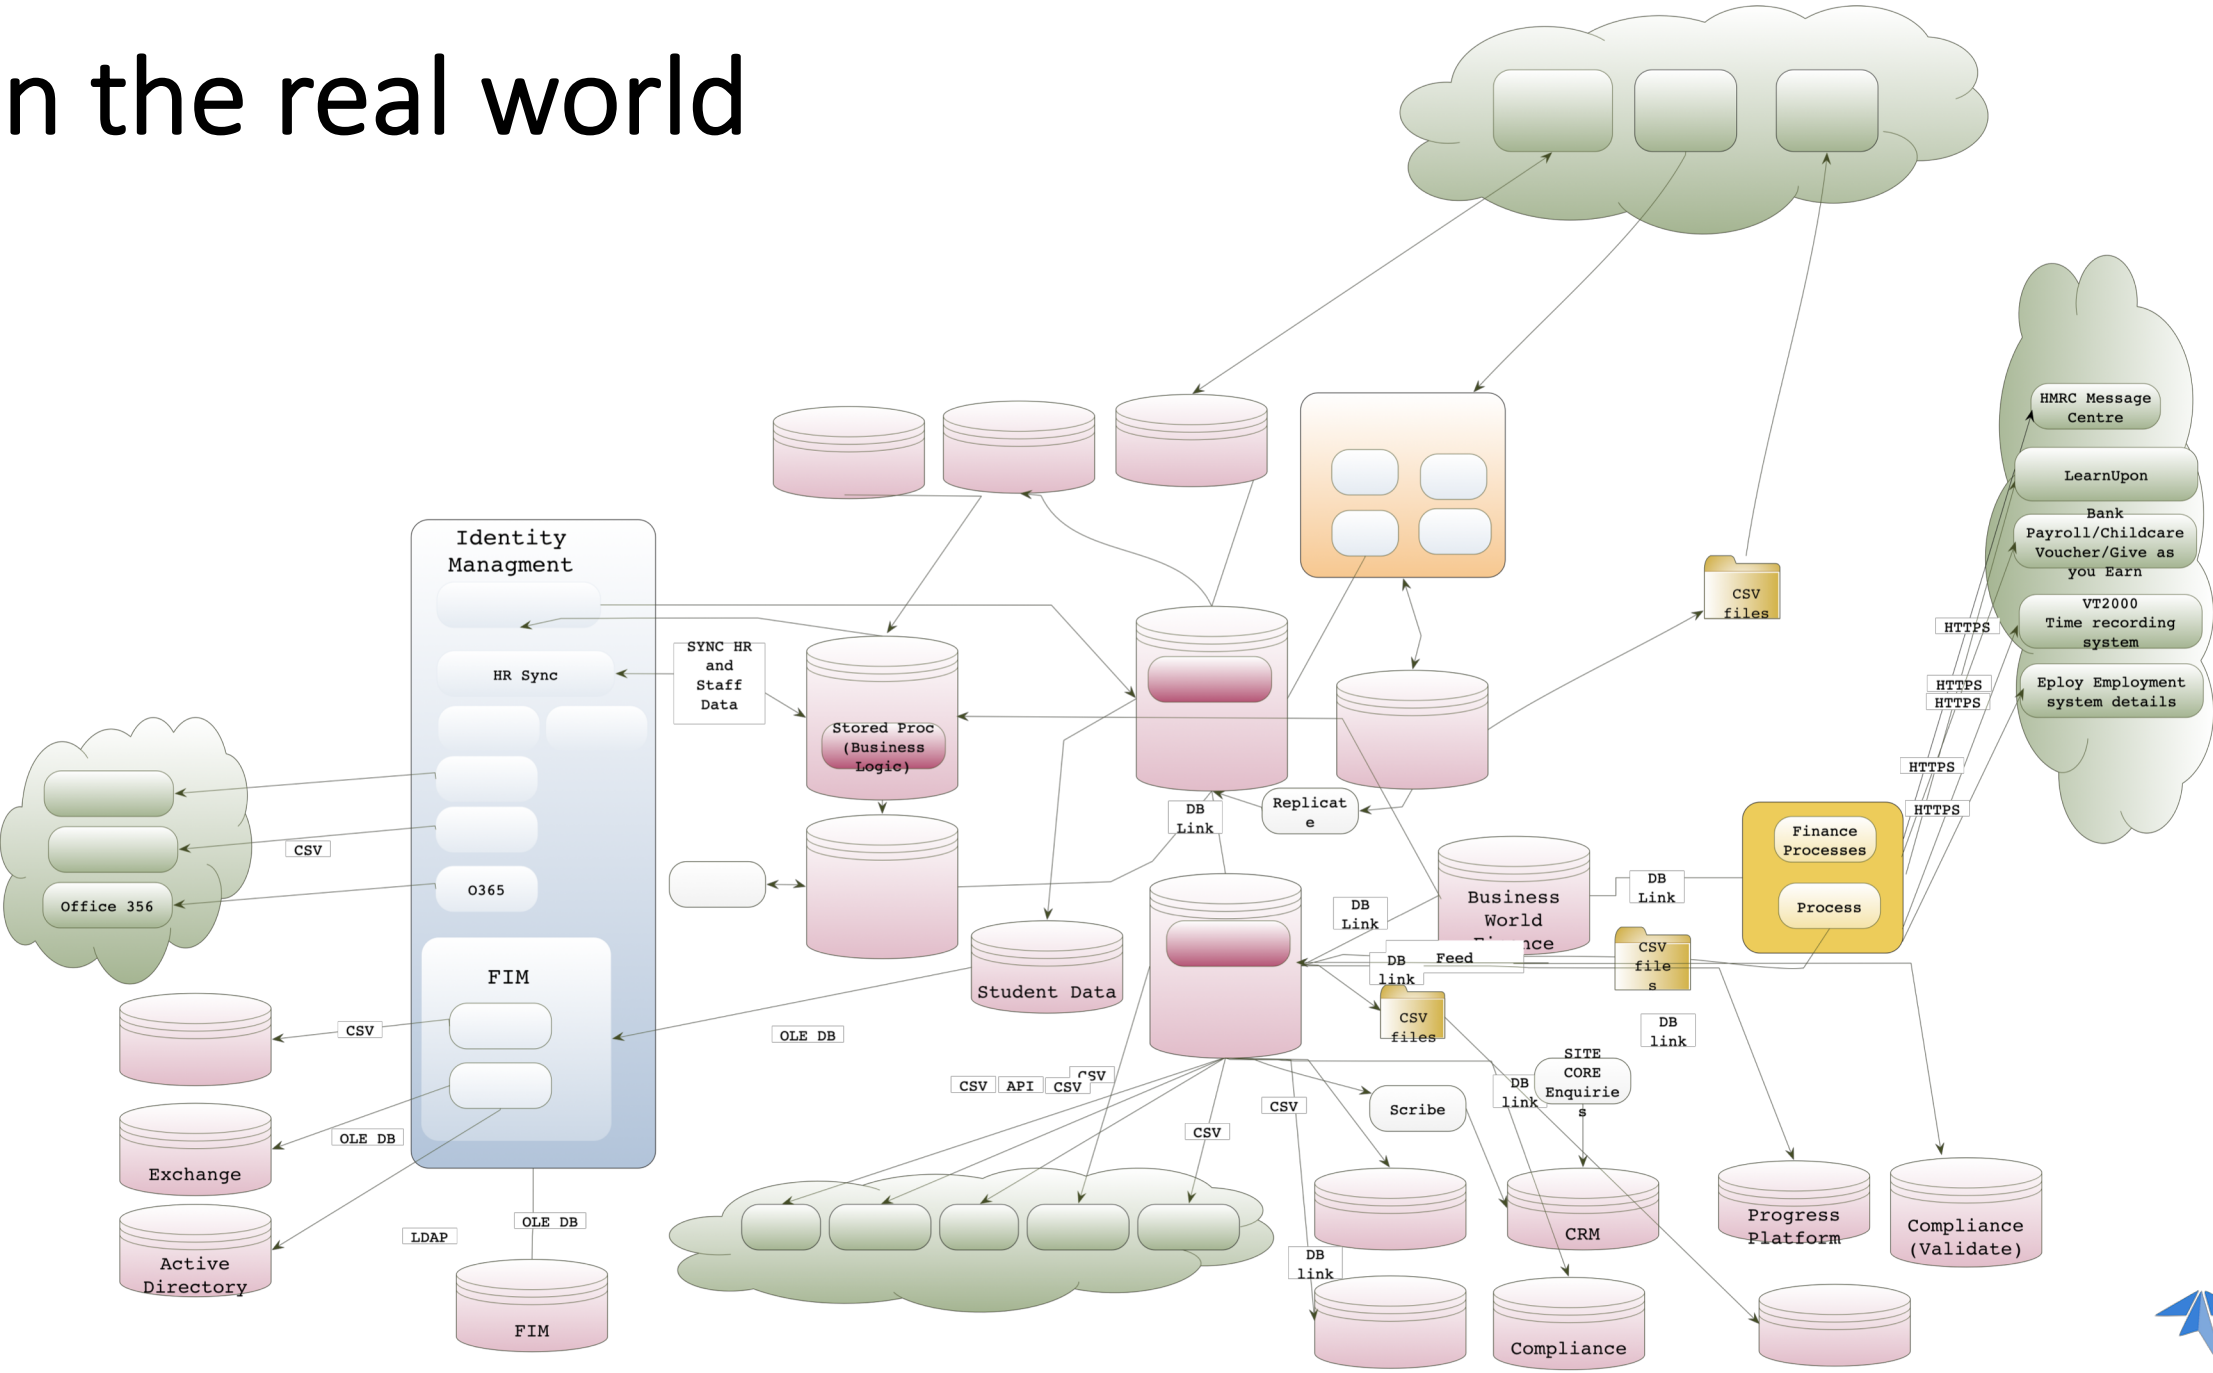 n the real world
HMRC Message
Centre
LearnUpon
Bank
Payroll/Childcare
Voucher/Give as
you Earn
VT2000
Time recording
system
Eploy Employment
system details
HTTPS
HTTPS
HTTPS
HTTPS
HTTPS
CSV
files
Identity
Managment
HR Sync
O365
FIM
SYNC HR
and
Staff
Data
Stored Proc
(Business
Logic)
DB
Link
Replicat
e
Office 356
CSV
CSV
OLE DB
Exchange
Active
Directory
LDAP
OLE DB
FIM
Student Data
OLE DB
Business
World
Finance
DB
Link
DB
Link
Finance
Processes
Process
Feed
DB
link
CSV
file
s
CSV
files
DB
link
SITE
CORE
Enquirie
s
DB
link
Scribe
CSV
API
CSV
CSV
CSV
CSV
DB
link
CRM
Compliance
Progress
Platform
Compliance
(Validate)